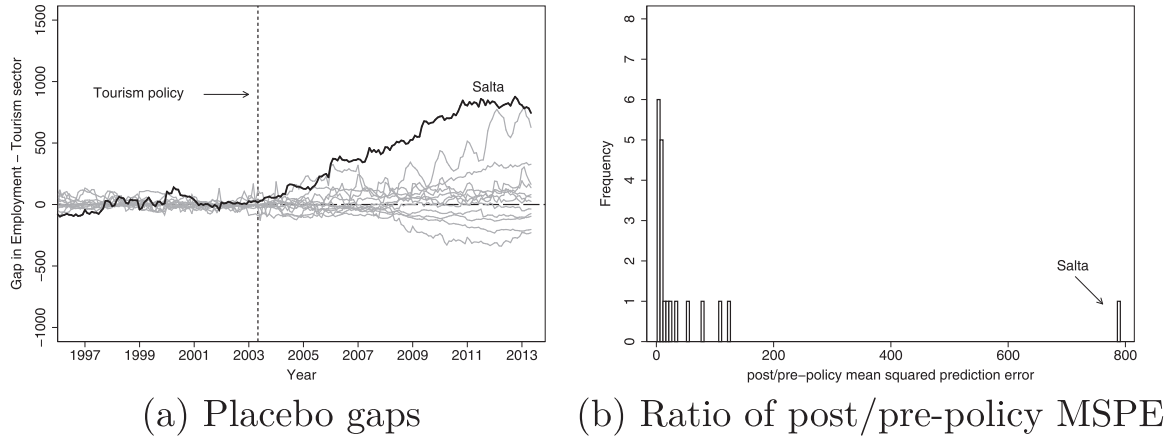 1500
1000
500
0
−500
−1000
Gap in Employment − Tourism sector
Tourism policy
Salta
1997 1999 2001 2003 2005 2007 2009 2011 2013
Year
(a) Placebo gaps
8
7
6
5
4
3
2
1
0
Frequency
Salta
0 200 400 600 800
post/pre−policy mean squared prediction error
(b) Ratio of post/pre-policy MSPE